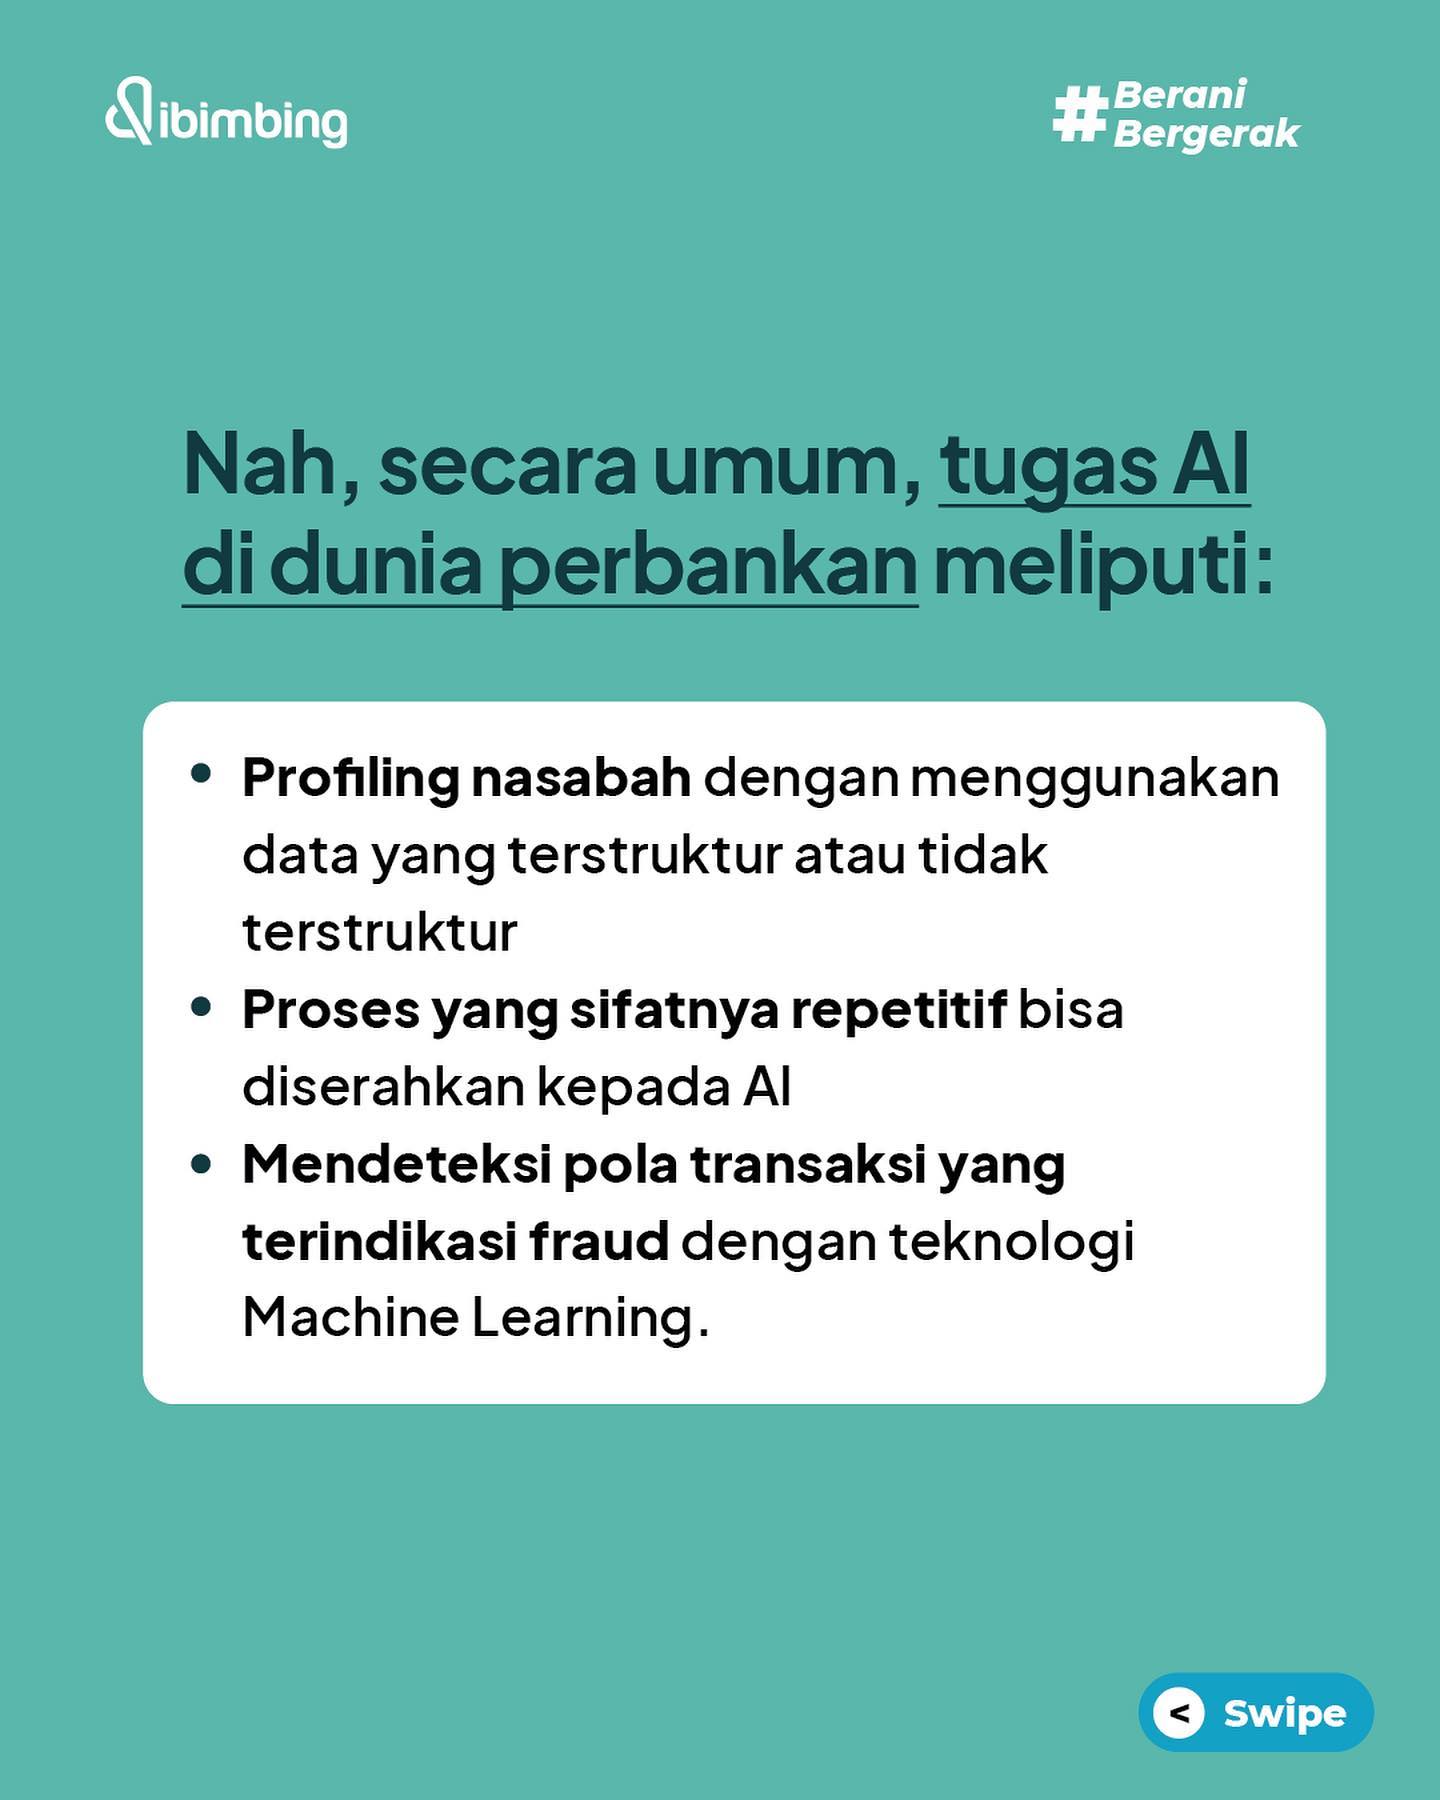 dibimbing
#Berani
Bergerak
Nah, secara umum, tugas AI
di dunia perbankan meliputi:
• Profiling nasabah dengan menggunakan
data yang terstruktur atau tidak
terstruktur
• Proses yang sifatnya repetitif bisa
diserahkan kepada AI
• Mendeteksi pola transaksi yang
terindikasi fraud dengan teknologi
Machine Learning.
< Swipe